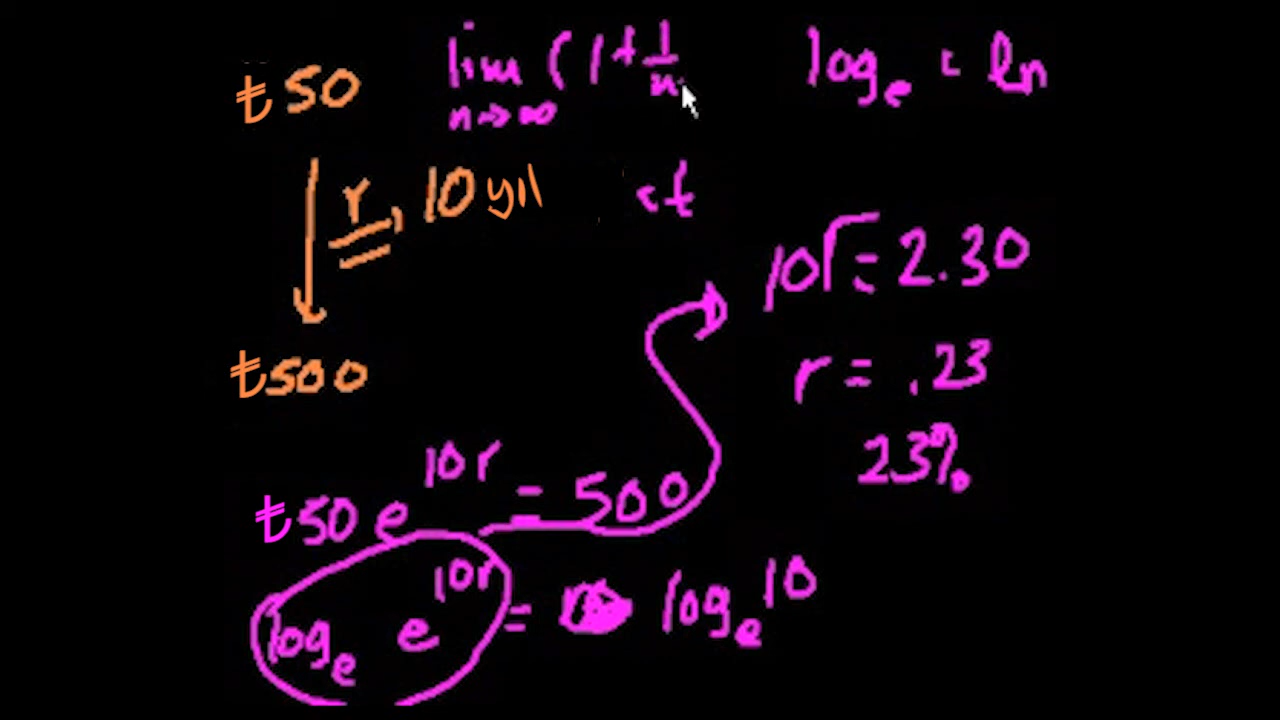 ₺50
lim ( 1 + 1/n
n→∞
log_e = ln
r, 10 yıl
₺500
10r = 2.30
r = .23
23%
₺50 e^10r = 500
log_e e^10r = log_e 10